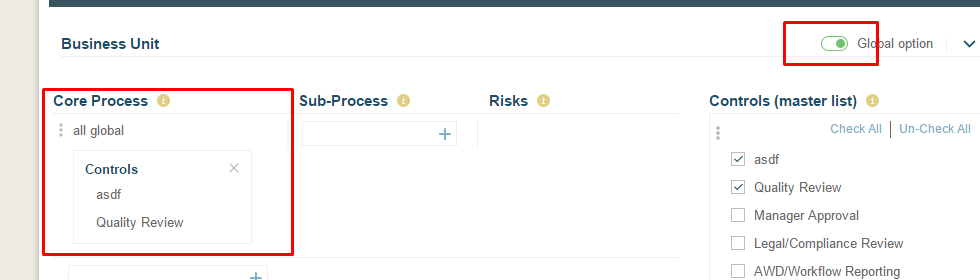 Business Unit
Global option
Core Process
Sub-Process
Risks
Controls (master list)
all global
Check All
Un-Check All
Controls
asdf
Quality Review
asdf
Quality Review
Manager Approval
Legal/Compliance Review
AWD/Workflow Reporting